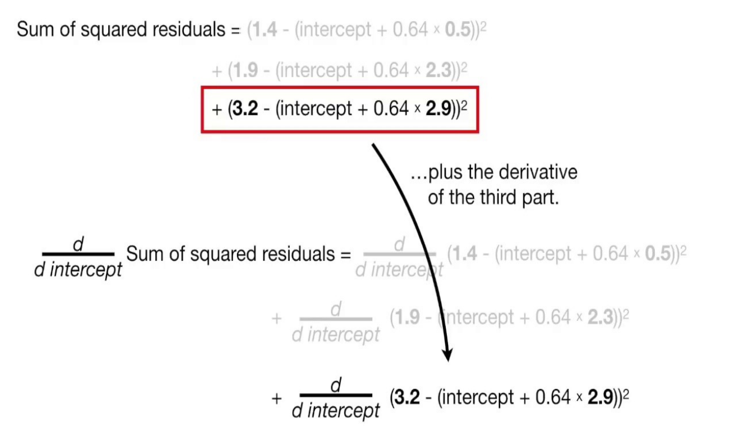 Sum of squared residuals = (1.4 - (intercept + 0.64 × 0.5))²
+ (1.9 - (intercept + 0.64 × 2.3))²
+ (3.2 - (intercept + 0.64 × 2.9))²
…plus the derivative
of the third part.
d
d intercept
Sum of squared residuals =
d
d intercept
(1.4 - (intercept + 0.64 × 0.5))²
+
d
d intercept
(1.9 - (intercept + 0.64 × 2.3))²
+
d
d intercept
(3.2 - (intercept + 0.64 × 2.9))²